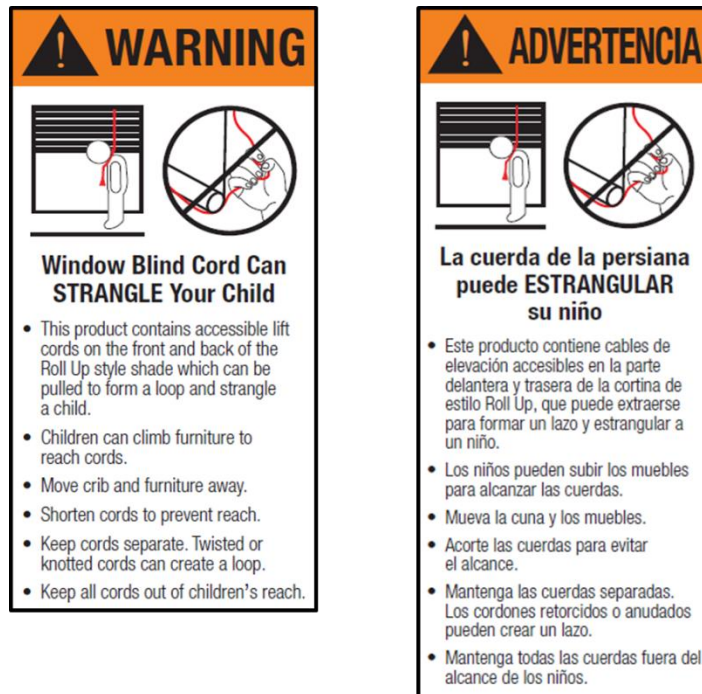 WARNING
Window Blind Cord Can
STRANGLE Your Child
• This product contains accessible lift
cords on the front and back of the
Roll Up style shade which can be
pulled to form a loop and strangle
a child.
• Children can climb furniture to
reach cords.
• Move crib and furniture away.
• Shorten cords to prevent reach.
• Keep cords separate. Twisted or
knotted cords can create a loop.
• Keep all cords out of children's reach.
ADVERTENCIA
La cuerda de la persiana
puede ESTRANGULAR
su niño
• Este producto contiene cables de
elevación accesibles en la parte
delantera y trasera de la cortina de
estilo Roll Up, que puede extraerse
para formar un lazo y estrangular a
un niño.
• Los niños pueden subir los muebles
para alcanzar las cuerdas.
• Mueva la cuna y los muebles.
• Acorte las cuerdas para evitar
el alcance.
• Mantenga las cuerdas separadas.
Los cordones retorcidos o anudados
pueden crear un lazo.
• Mantenga todas las cuerdas fuera del
alcance de los niños.